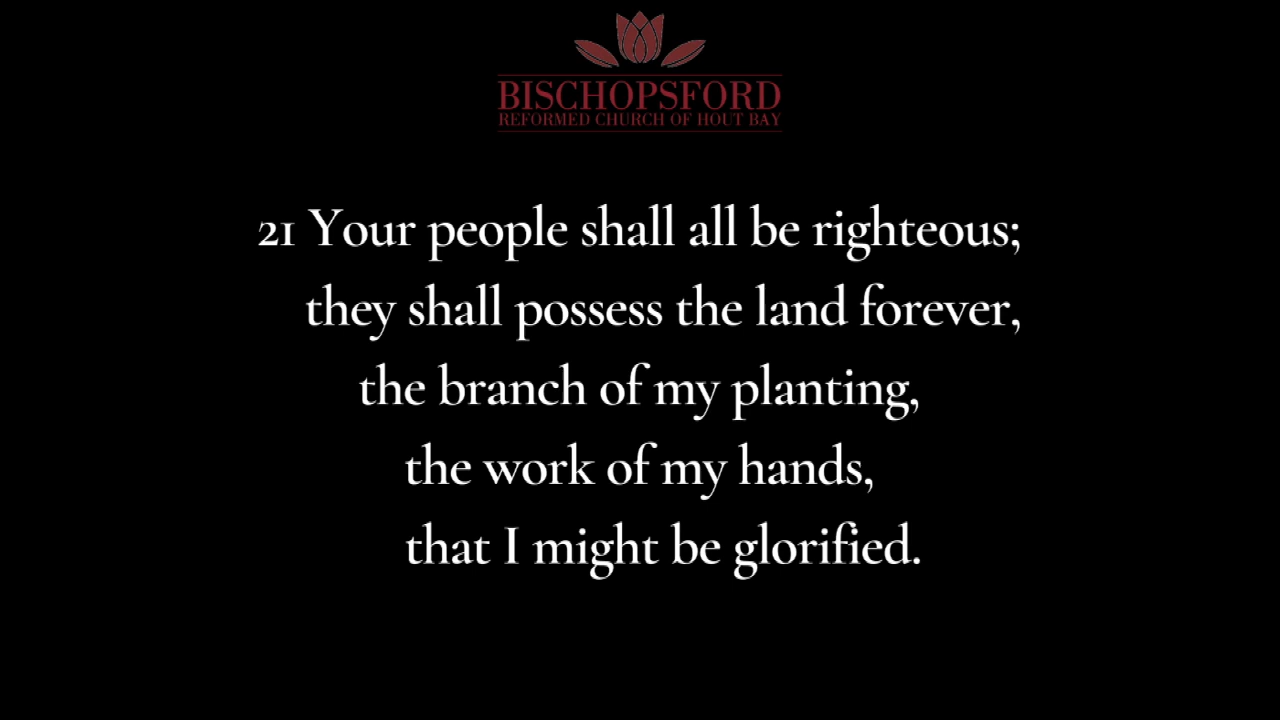 BISCHOPSFORD
REFORMED CHURCH OF HOUT BAY
21 Your people shall all be righteous;
they shall possess the land forever,
the branch of my planting,
the work of my hands,
that I might be glorified.